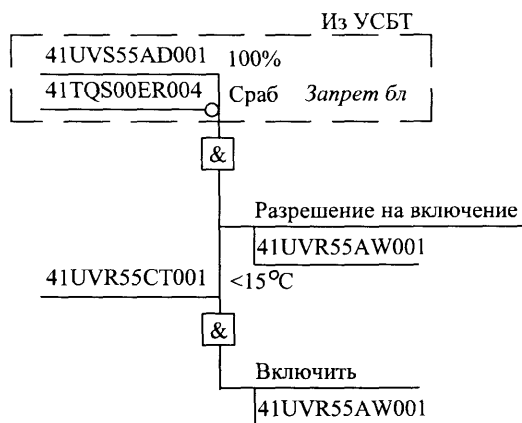 Из УСБТ
41UVS55AD001 100%
41TQS00ER004 Сраб Запрет бл
&
Разрешение на включение
41UVR55AW001
41UVR55CT001 <15°С
&
Включить
41UVR55AW001